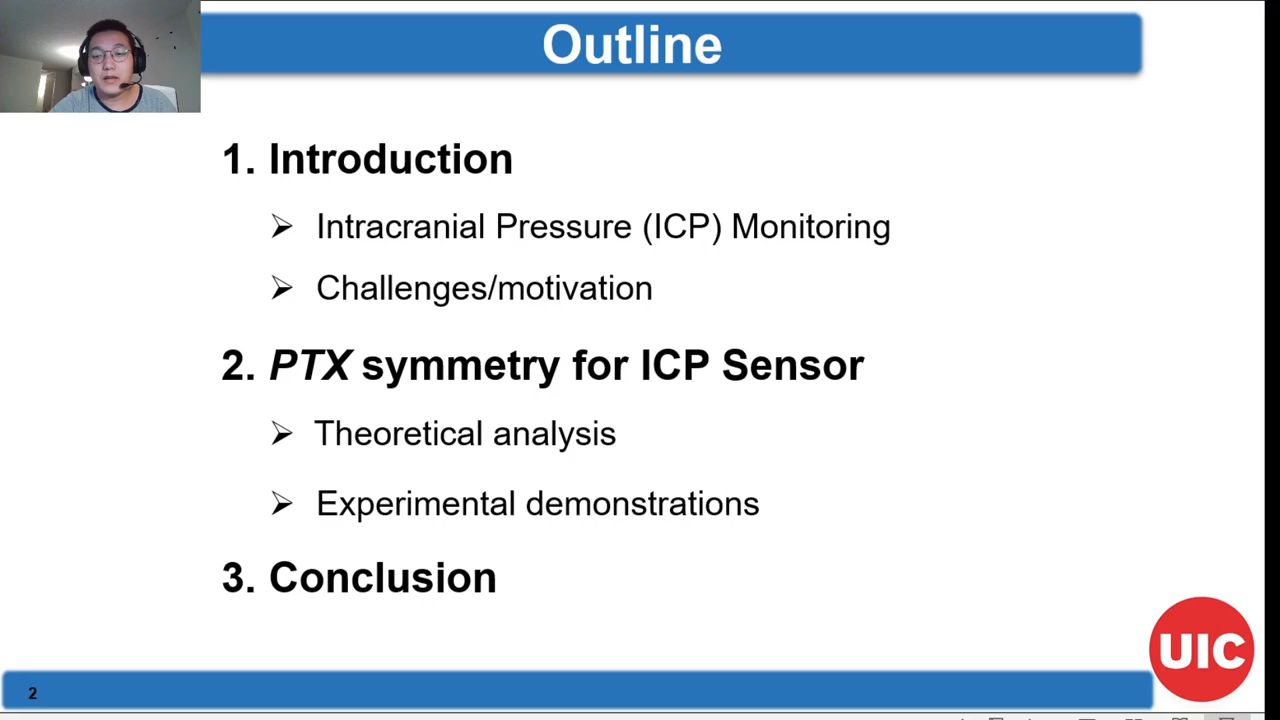 Outline
1. Introduction
➢ Intracranial Pressure (ICP) Monitoring
➢ Challenges/motivation
2. PTX symmetry for ICP Sensor
➢ Theoretical analysis
➢ Experimental demonstrations
3. Conclusion
UIC
2